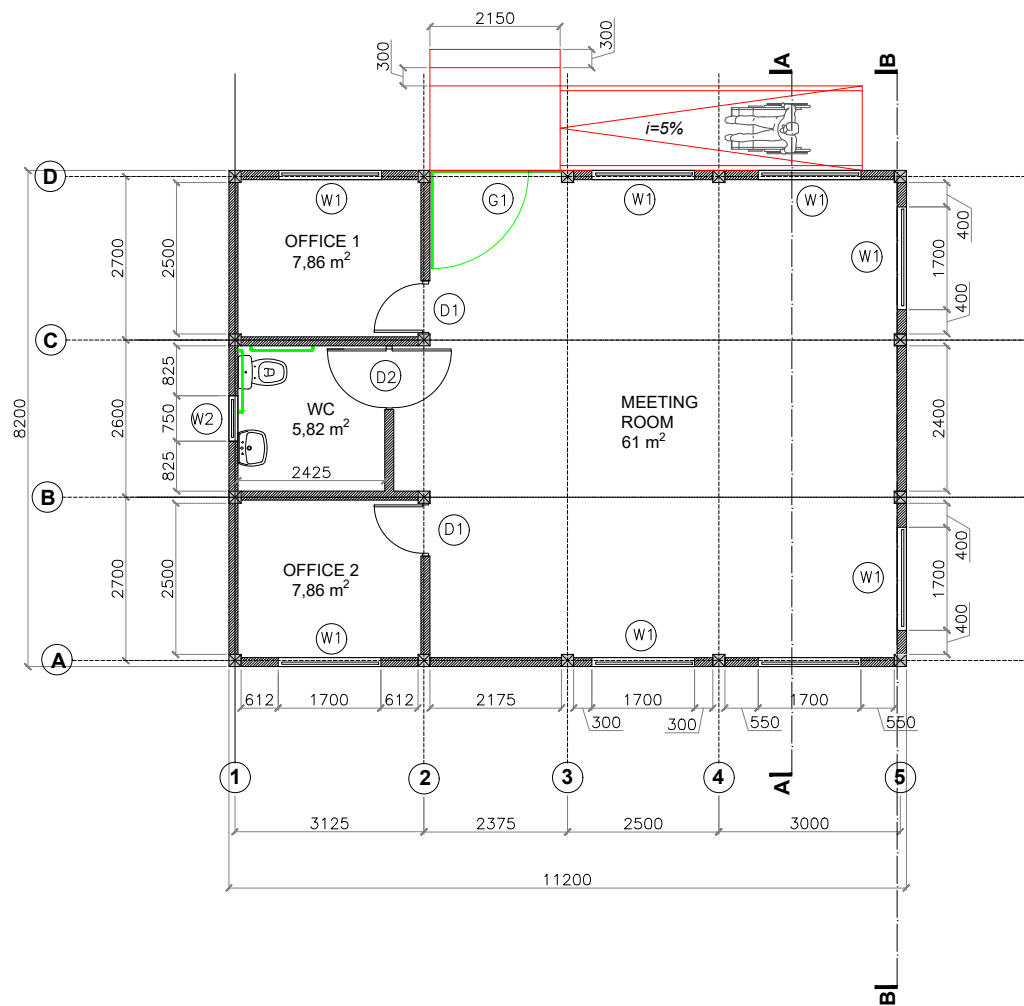 2150
300
300
A
B
i=5%
D
W1
G1
W1
W1
OFFICE 1
7,86 m²
W1
400
1700
400
2700
2500
D1
C
825
D2
750
W2
WC
5,82 m²
MEETING
ROOM
61 m²
8200
2600
2400
825
2425
B
D1
400
2700
2500
OFFICE 2
7,86 m²
W1
1700
400
W1
W1
A
612
1700
612
2175
1700
1700
300
300
550
550
1
2
3
4
A
5
3125
2375
2500
3000
11200
B